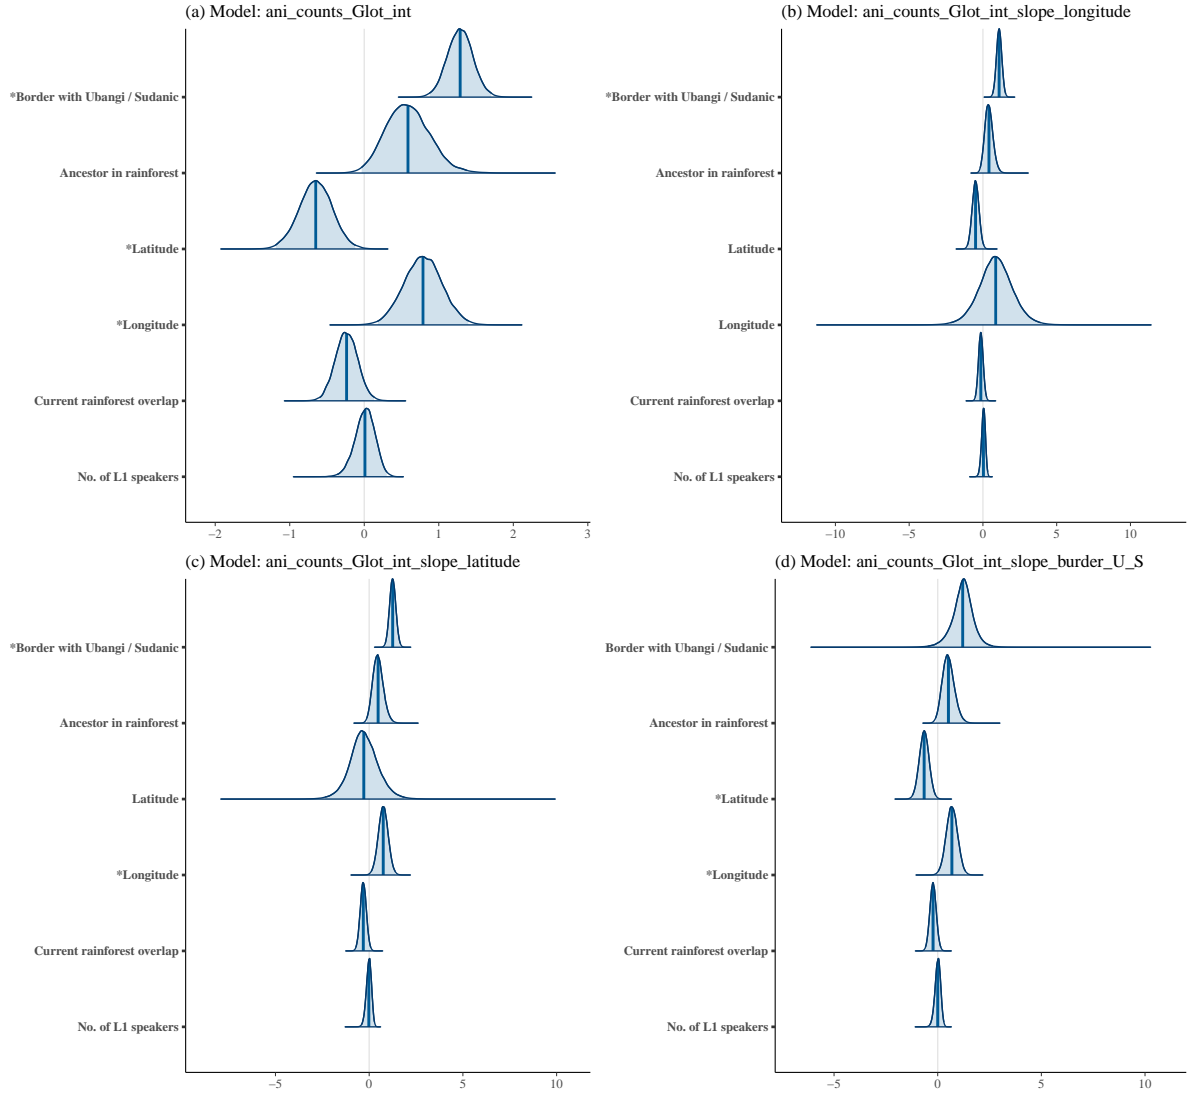 (a) Model: ani_counts_Glot_int
*Border with Ubangi / Sudanic
Ancestor in rainforest
*Latitude
*Longitude
Current rainforest overlap
No. of L1 speakers
−2 −1 0 1 2 3
(b) Model: ani_counts_Glot_int_slope_longitude
*Border with Ubangi / Sudanic
Ancestor in rainforest
Latitude
Longitude
Current rainforest overlap
No. of L1 speakers
−10 −5 0 5 10
(c) Model: ani_counts_Glot_int_slope_latitude
*Border with Ubangi / Sudanic
Ancestor in rainforest
Latitude
*Longitude
Current rainforest overlap
No. of L1 speakers
−5 0 5 10
(d) Model: ani_counts_Glot_int_slope_burder_U_S
Border with Ubangi / Sudanic
Ancestor in rainforest
*Latitude
*Longitude
Current rainforest overlap
No. of L1 speakers
−5 0 5 10